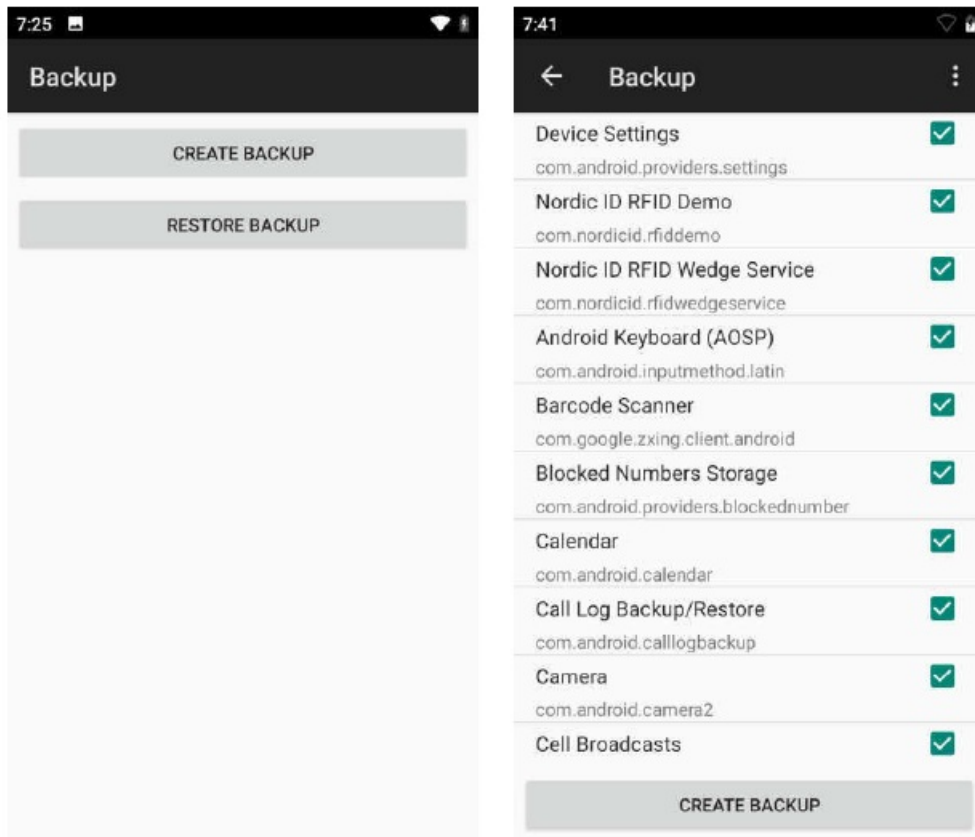 7:25
Backup
CREATE BACKUP
RESTORE BACKUP
7:41
Backup
Device Settings
com.android.providers.settings
Nordic ID RFID Demo
com.nordicid.rfiddemo
Nordic ID RFID Wedge Service
com.nordicid.rfidwedgeservice
Android Keyboard (AOSP)
com.android.inputmethod.latin
Barcode Scanner
com.google.zxing.client.android
Blocked Numbers Storage
com.android.providers.blockednumber
Calendar
com.android.calendar
Call Log Backup/Restore
com.android.calllogbackup
Camera
com.android.camera2
Cell Broadcasts
CREATE BACKUP